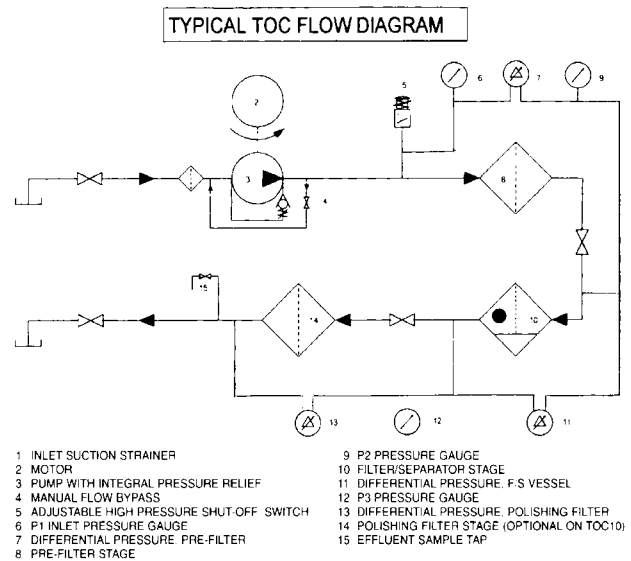 TYPICAL TOC FLOW DIAGRAM
5
6
7
9
2
3
4
8
15
14
10
13
12
11
1 INLET SUCTION STRAINER
2 MOTOR
3 PUMP WITH INTEGRAL PRESSURE RELIEF
4 MANUAL FLOW BYPASS
5 ADJUSTABLE HIGH PRESSURE SHUT-OFF SWITCH
6 P1 INLET PRESSURE GAUGE
7 DIFFERENTIAL PRESSURE, PRE-FILTER
8 PRE-FILTER STAGE
9 P2 PRESSURE GAUGE
10 FILTER/SEPARATOR STAGE
11 DIFFERENTIAL PRESSURE, F/S VESSEL
12 P3 PRESSURE GAUGE
13 DIFFERENTIAL PRESSURE, POLISHING FILTER
14 POLISHING FILTER STAGE (OPTIONAL ON TOC10)
15 EFFLUENT SAMPLE TAP